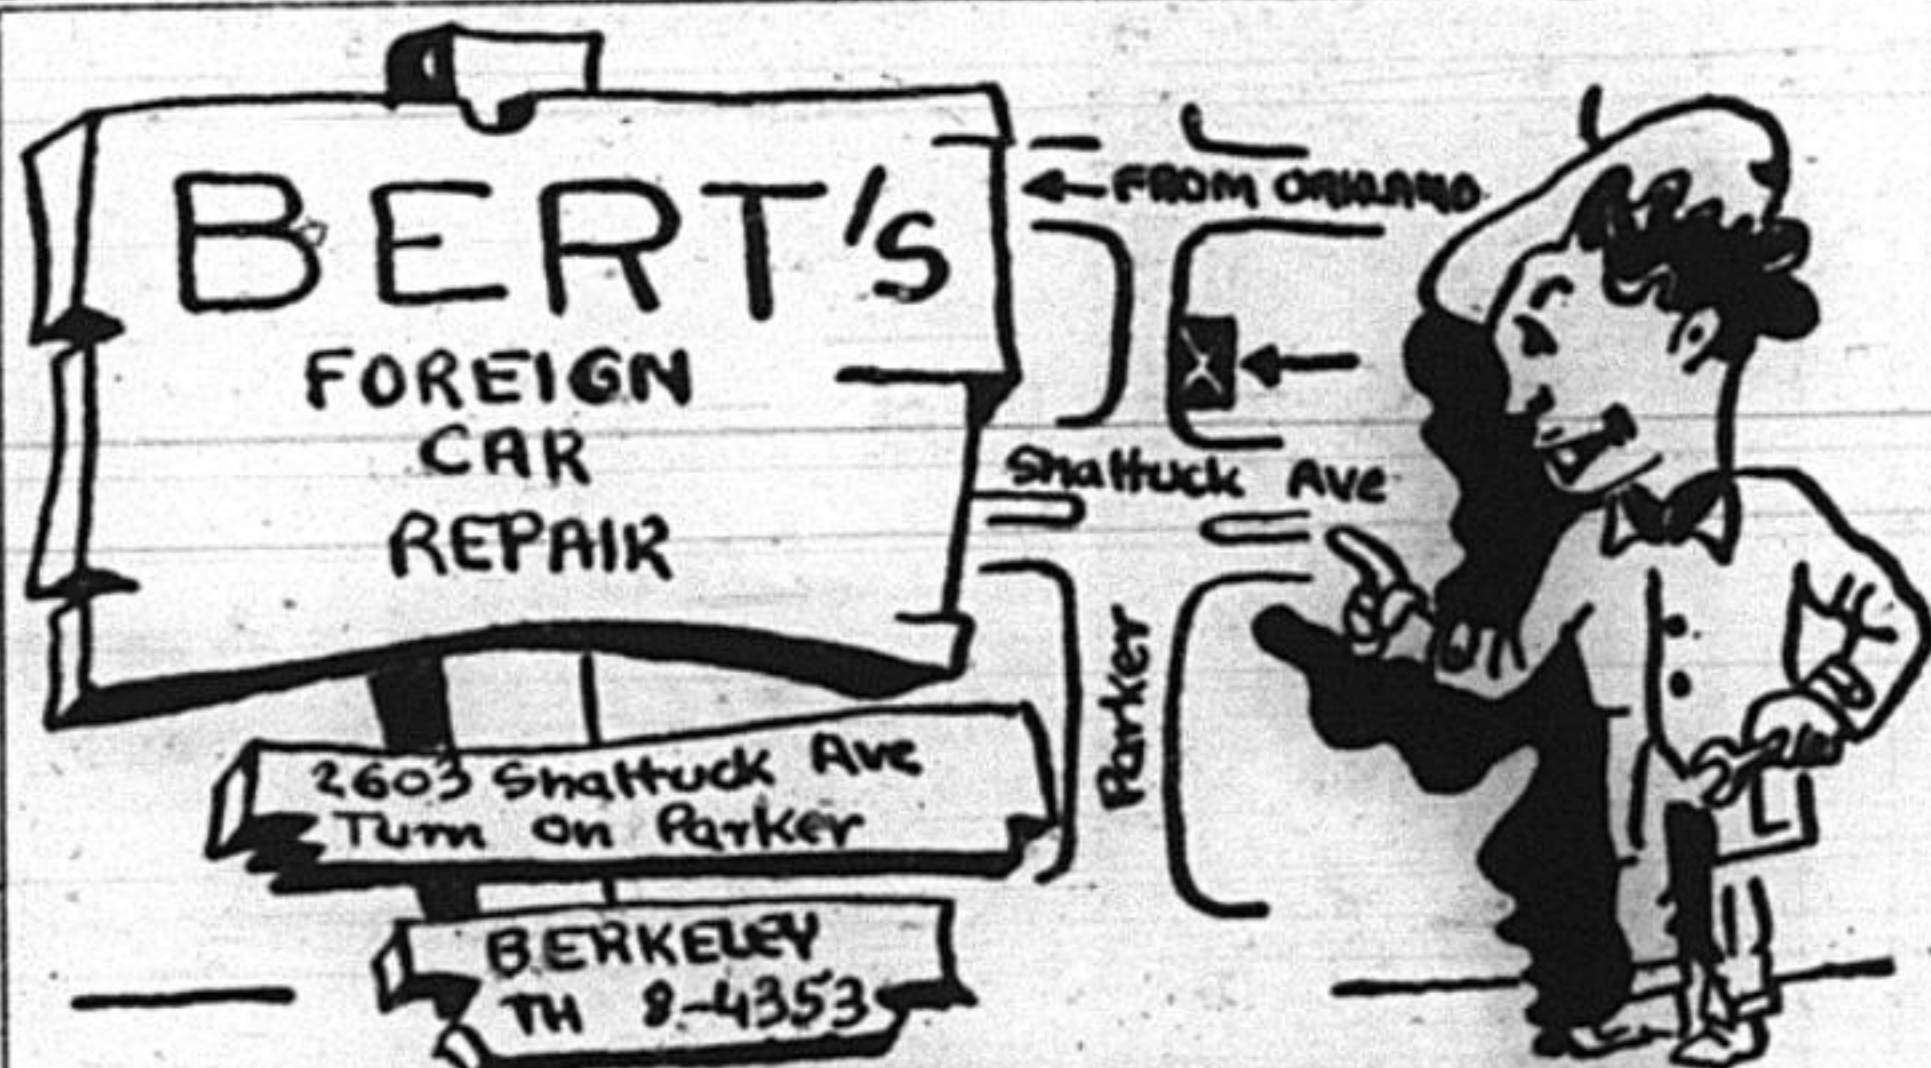 BERT'S
FOREIGN
CAR
REPAIR
2603 Shattuck Ave
Turn on Parker
BERKELEY
TH 8-4353
← FROM OAKLAND
X
Shattuck Ave
Parker